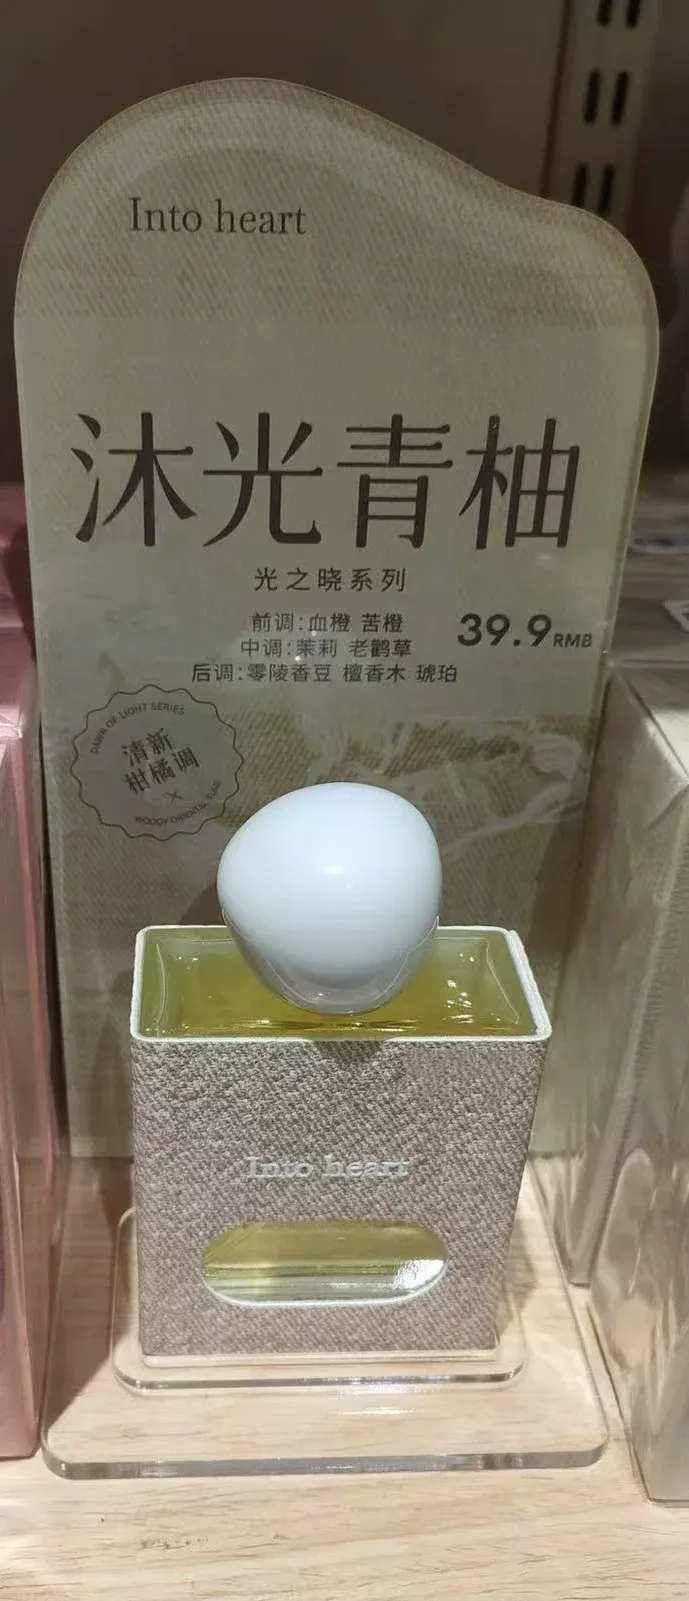 Into heart
沐光青柚
光之晓系列
前调:血橙 苦橙
39.9RMB
中调:茉莉 老鹳草
后调:零陵香豆 檀香木 琥珀
DAWN OF LIGHT SERIES
清新
柑橘调
WOODY ORIENTAL TUNE
Into heart